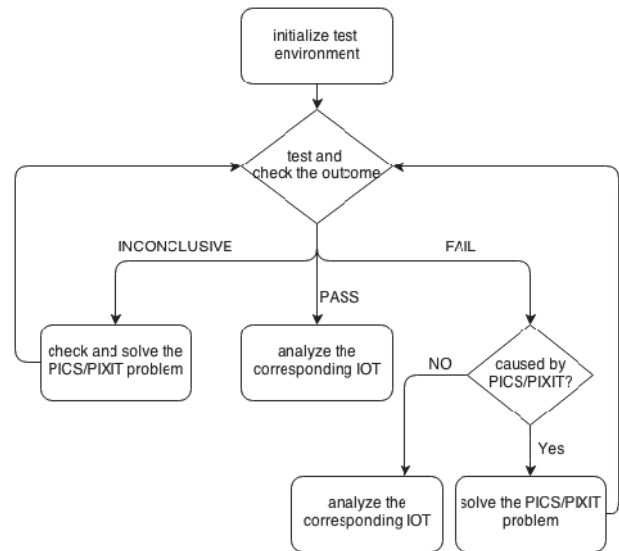 initialize test
environment
test and
check the outcome
INCONCLUSIVE
FAIL
PASS
check and solve the
PICS/PIXIT problem
analyze the
corresponding IOT
NO
caused by
PICS/PIXIT?
Yes
analyze the
corresponding IOT
solve the PICS/PIXIT
problem